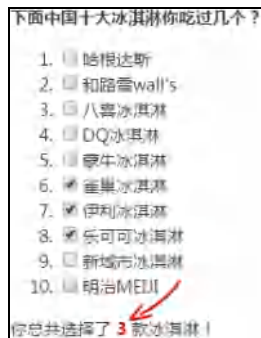 下面中国十大冰淇淋你吃过几个？
1. 哈根达斯
2. 和路雪wall's
3. 八喜冰淇淋
4. DQ冰淇淋
5. 蒙牛冰淇淋
6. 雀巢冰淇淋
7. 伊利冰淇淋
8. 乐可可冰淇淋
9. 新城市冰淇淋
10. 明治MEIJI
你总共选择了 3 款冰淇淋！